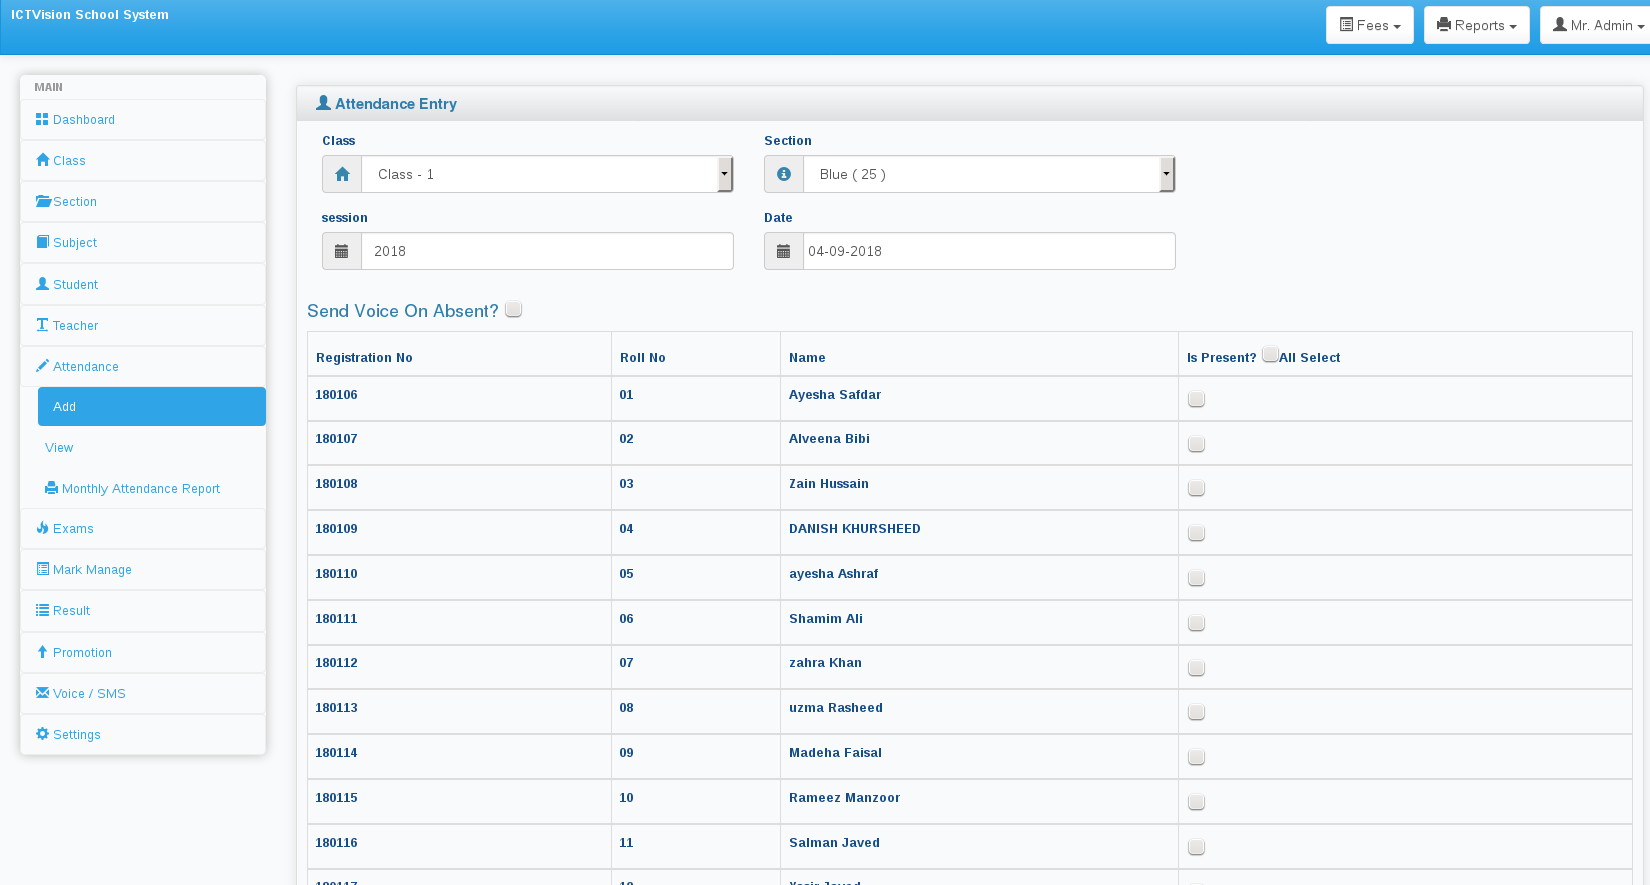 ICTVision School System
Fees
Reports
Mr. Admin
MAIN
Dashboard
Class
Section
Subject
Student
Teacher
Attendance
Add
View
Monthly Attendance Report
Exams
Mark Manage
Result
Promotion
Voice / SMS
Settings
Attendance Entry
Class Section
Class - 1 Blue ( 25 )
session Date
2018 04-09-2018
Send Voice On Absent?
Registration No Roll No Name Is Present? All Select
180106 01 Ayesha Safdar
180107 02 Alveena Bibi
180108 03 Zain Hussain
180109 04 DANISH KHURSHEED
180110 05 ayesha Ashraf
180111 06 Shamim Ali
180112 07 zahra Khan
180113 08 uzma Rasheed
180114 09 Madeha Faisal
180115 10 Rameez Manzoor
180116 11 Salman Javed